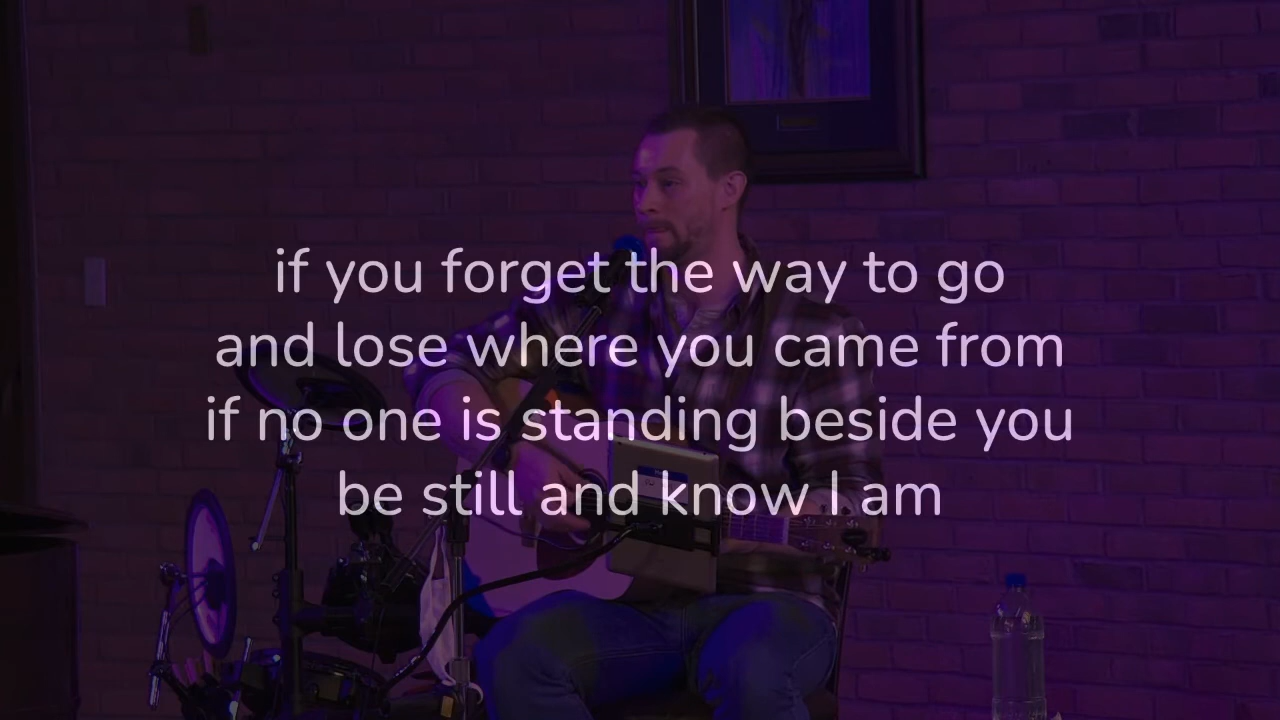 if you forget the way to go
and lose where you came from
if no one is standing beside you
be still and know I am